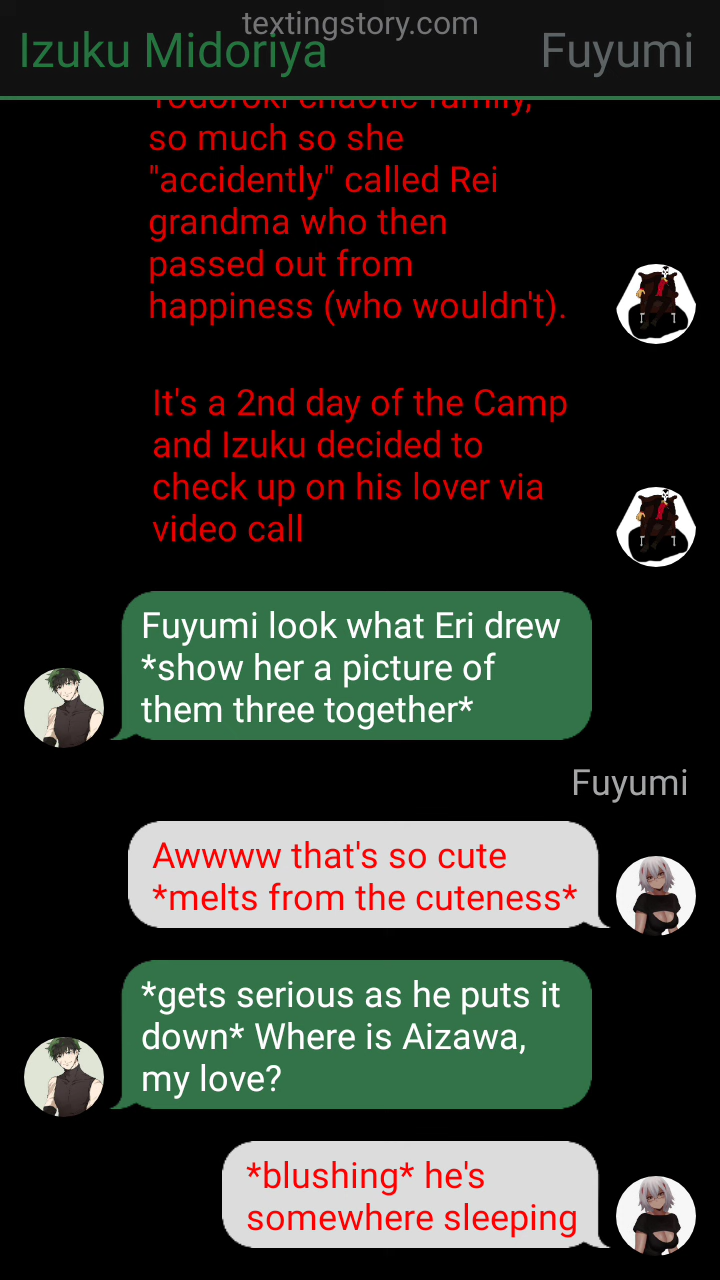 textingstory.com
Izuku Midoriya
Fuyumi
Todoroki chaotic family,
so much so she
"accidently" called Rei
grandma who then
passed out from
happiness (who wouldn't).
It's a 2nd day of the Camp
and Izuku decided to
check up on his lover via
video call
Fuyumi look what Eri drew
*show her a picture of
them three together*
Fuyumi
Awwww that's so cute
*melts from the cuteness*
*gets serious as he puts it
down* Where is Aizawa,
my love?
*blushing* he's
somewhere sleeping